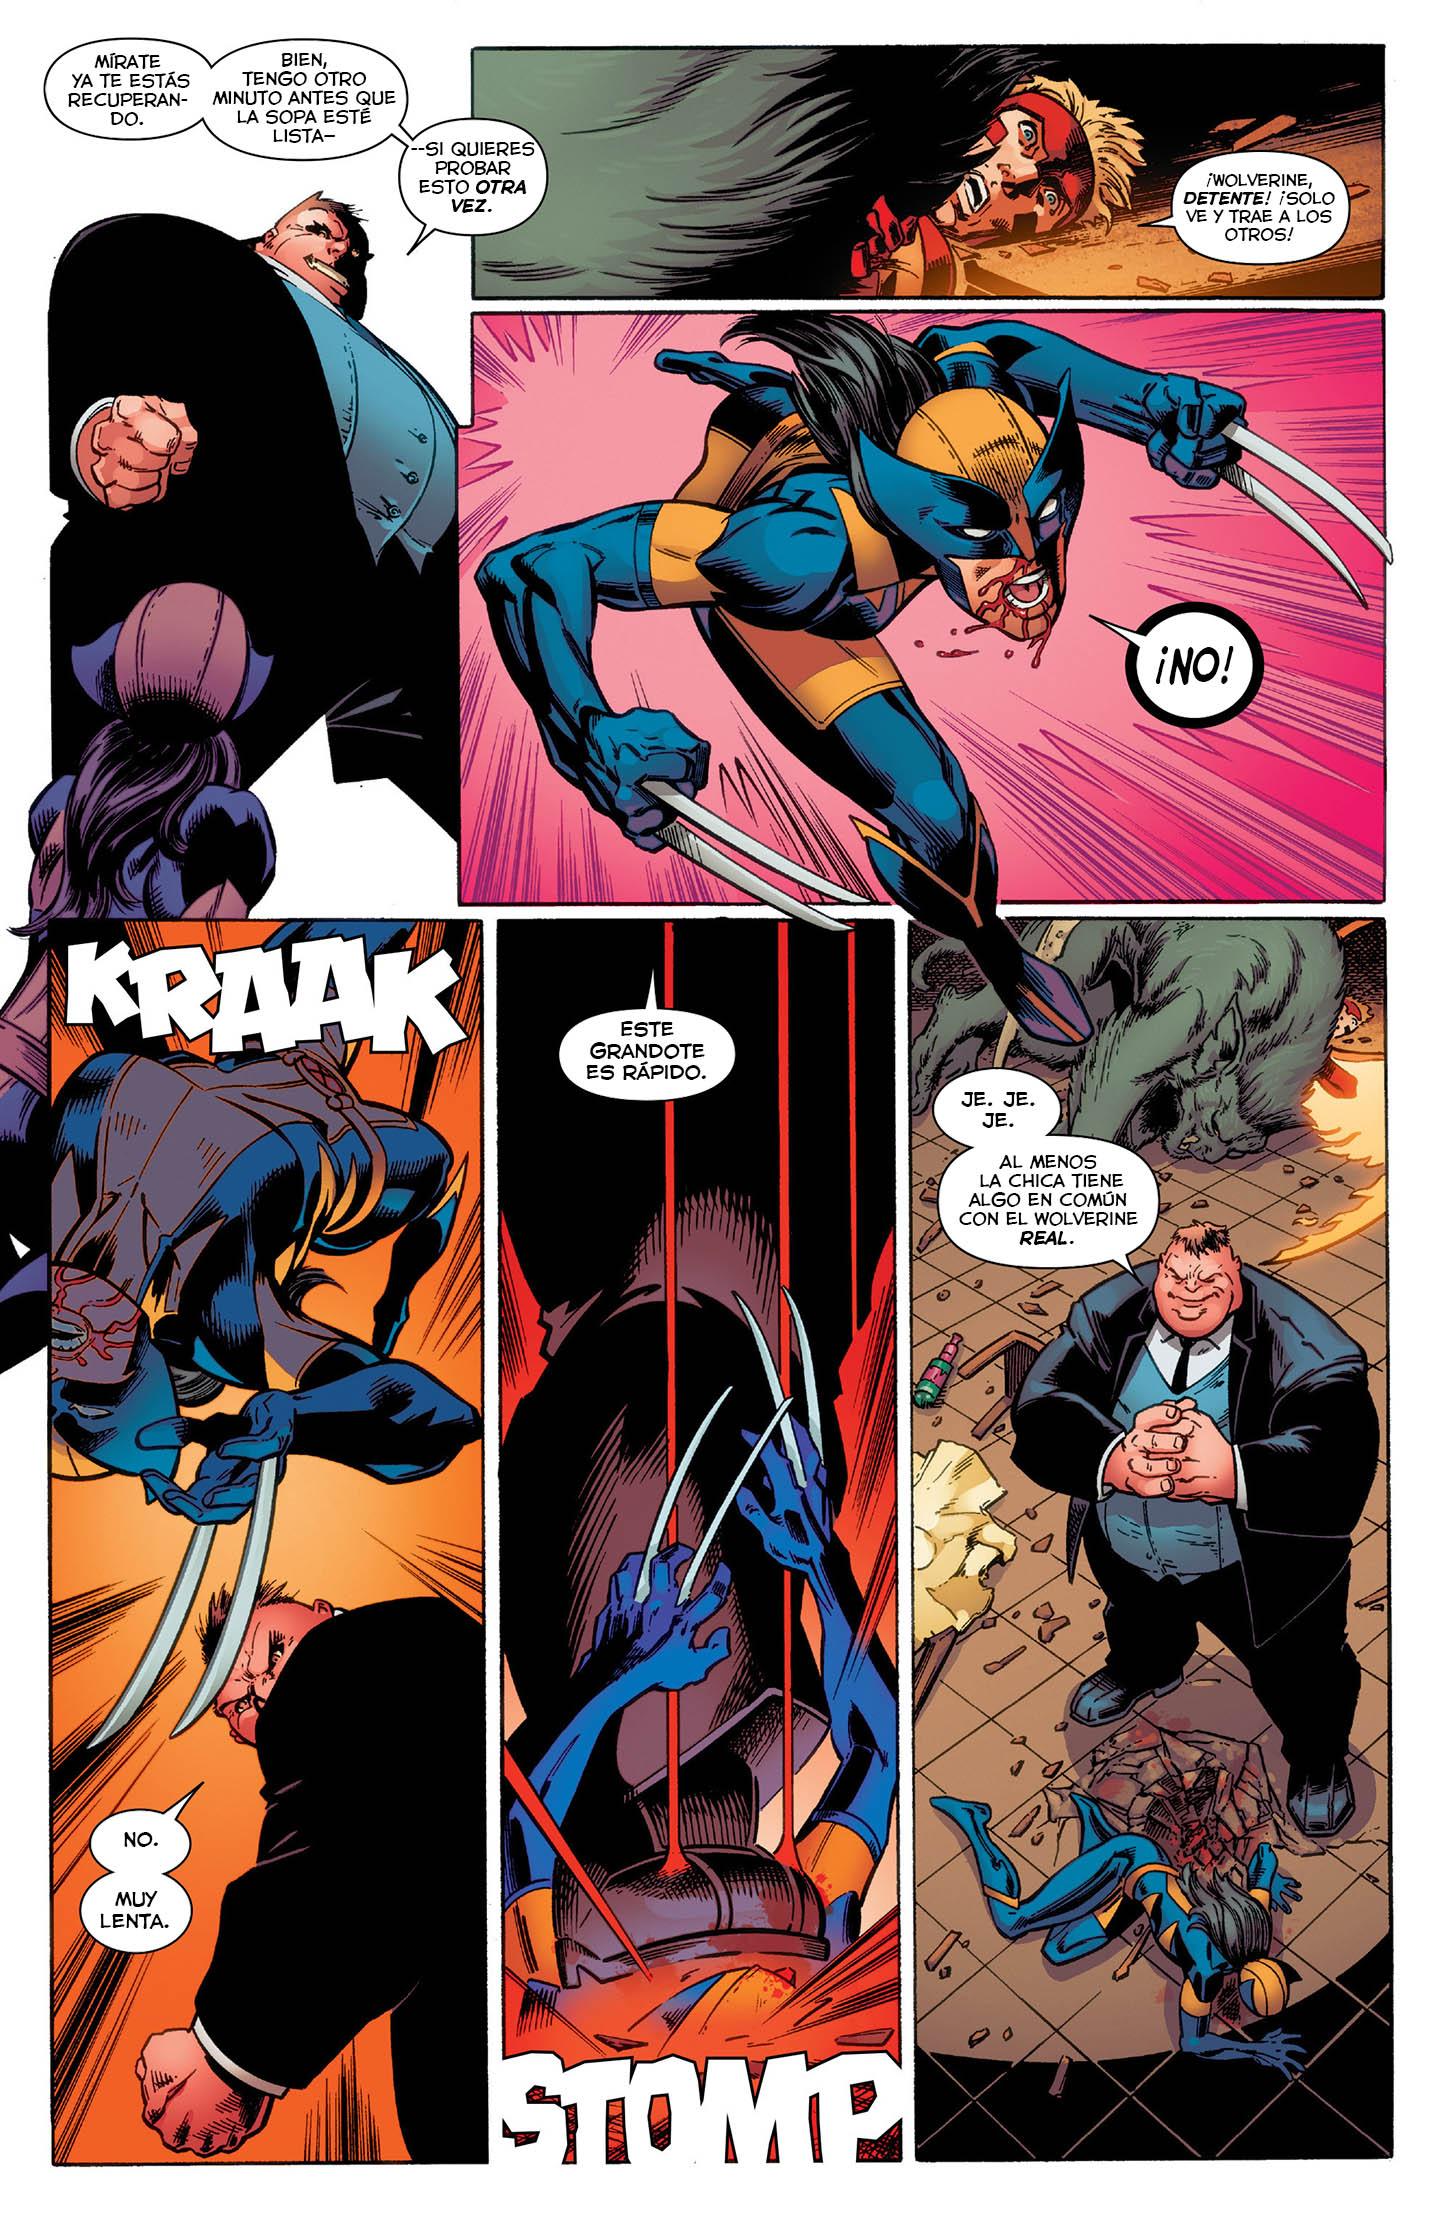 MÍRATE
YA TE ESTÁS
RECUPERAN-
DO.
BIEN,
TENGO OTRO
MINUTO ANTES QUE
LA SOPA ESTÉ
LISTA–
--SI QUIERES
PROBAR
ESTO OTRA
VEZ.
¡WOLVERINE,
DETENTE! ¡SOLO
VE Y TRAE A LOS
OTROS!
¡NO!
KRAAK
NO.
MUY
LENTA.
ESTE
GRANDOTE
ES RÁPIDO.
STOMP
JE. JE.
JE.
AL MENOS
LA CHICA TIENE
ALGO EN COMÚN
CON EL WOLVERINE
REAL.